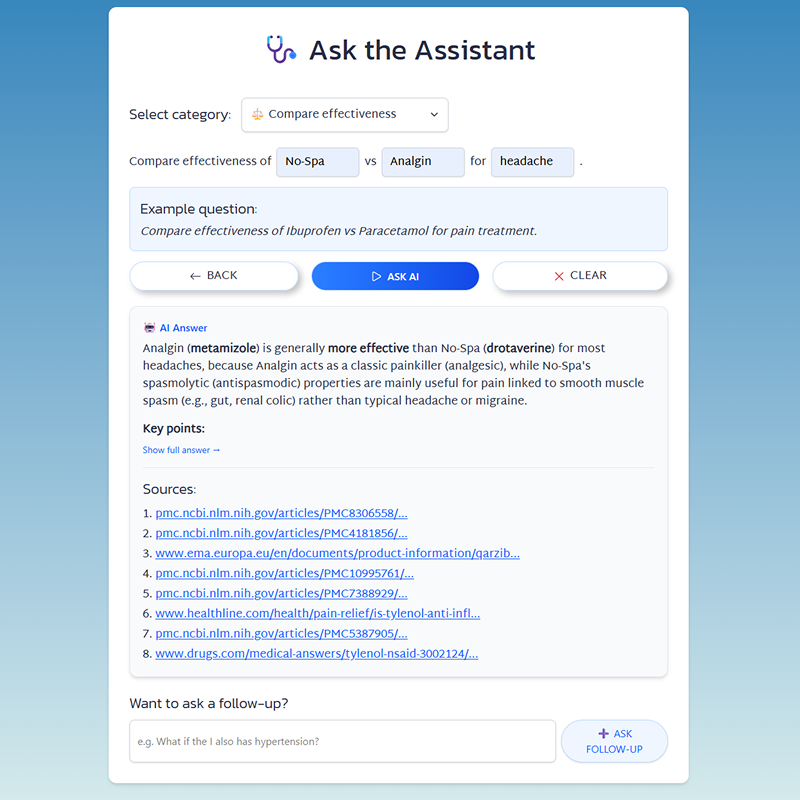 Ask the Assistant
Select category: Compare effectiveness
Compare effectiveness of No-Spa vs Analgin for headache .
Example question:
Compare effectiveness of Ibuprofen vs Paracetamol for pain treatment.
← BACK ASK AI CLEAR
AI Answer
Analgin (metamizole) is generally more effective than No-Spa (drotaverine) for most
headaches, because Analgin acts as a classic painkiller (analgesic), while No-Spa's
spasmolytic (antispasmodic) properties are mainly useful for pain linked to smooth muscle
spasm (e.g., gut, renal colic) rather than typical headache or migraine.
Key points:
Show full answer →
Sources:
1. pmc.ncbi.nlm.nih.gov/articles/PMC8306558/...
2. pmc.ncbi.nlm.nih.gov/articles/PMC4181856/...
3. www.ema.europa.eu/en/documents/product-information/qarzib...
4. pmc.ncbi.nlm.nih.gov/articles/PMC10995761/...
5. pmc.ncbi.nlm.nih.gov/articles/PMC7388929/...
6. www.healthline.com/health/pain-relief/is-tylenol-anti-infl...
7. pmc.ncbi.nlm.nih.gov/articles/PMC5387905/...
8. www.drugs.com/medical-answers/tylenol-nsaid-3002124/...
Want to ask a follow-up?
e.g. What if the I also has hypertension?
ASK
FOLLOW-UP